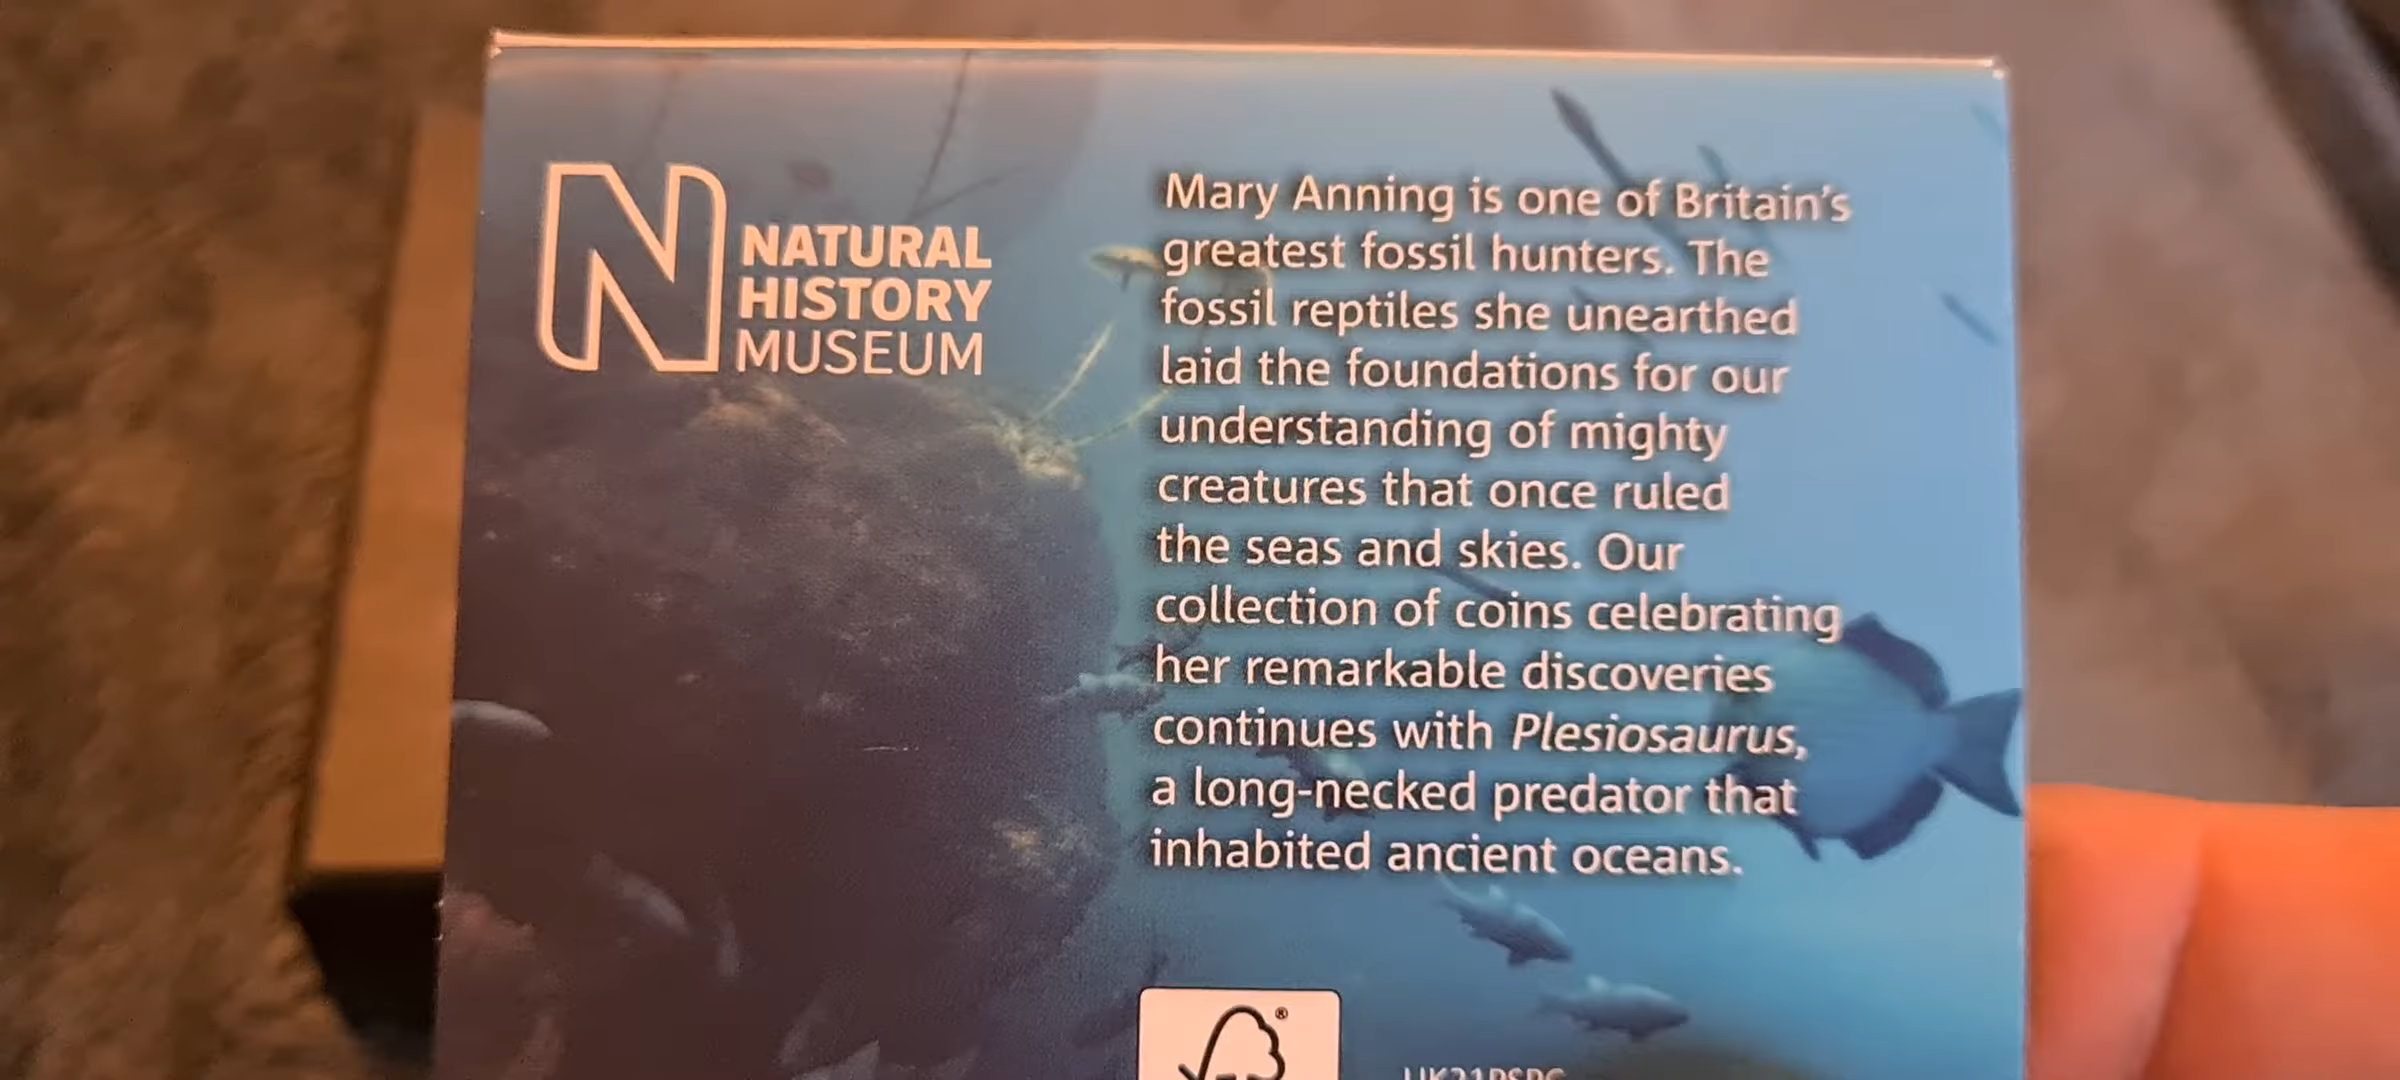 N
NATURAL
HISTORY
MUSEUM
Mary Anning is one of Britain's
greatest fossil hunters. The
fossil reptiles she unearthed
laid the foundations for our
understanding of mighty
creatures that once ruled
the seas and skies. Our
collection of coins celebrating
her remarkable discoveries
continues with Plesiosaurus,
a long-necked predator that
inhabited ancient oceans.
®